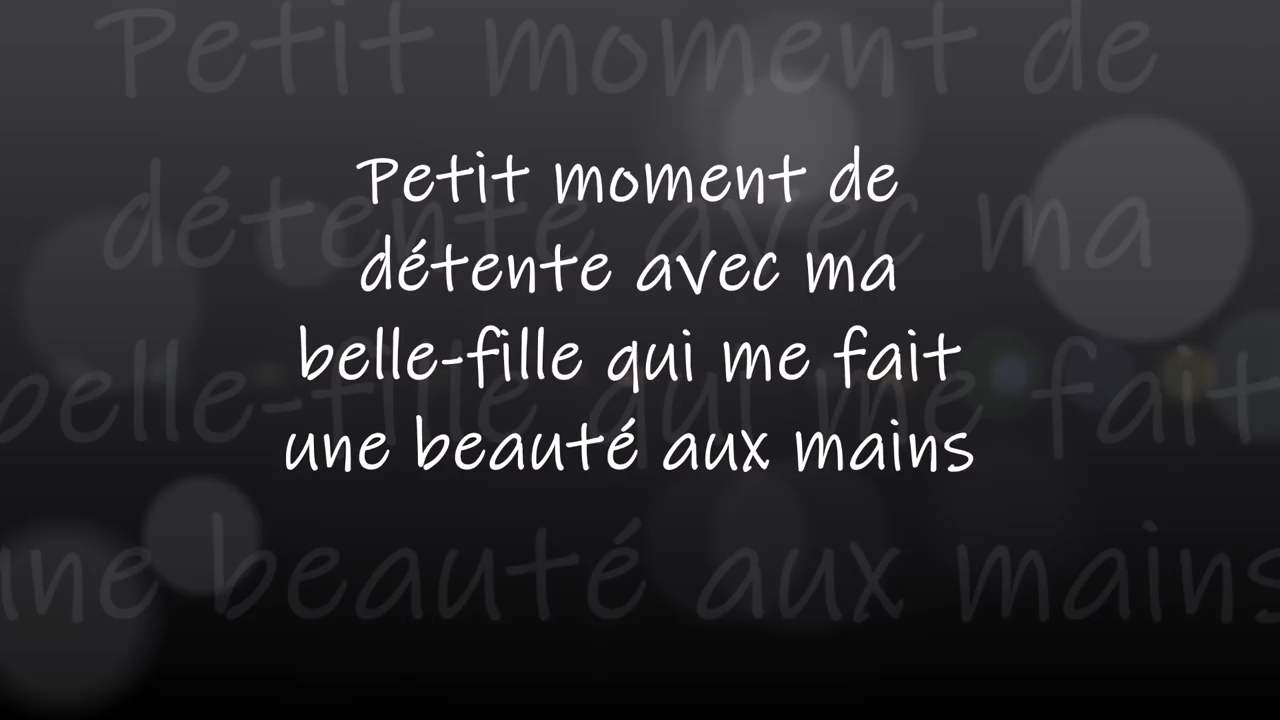 Petit moment de
détente avec ma
belle-fille qui me fait
une beauté aux mains